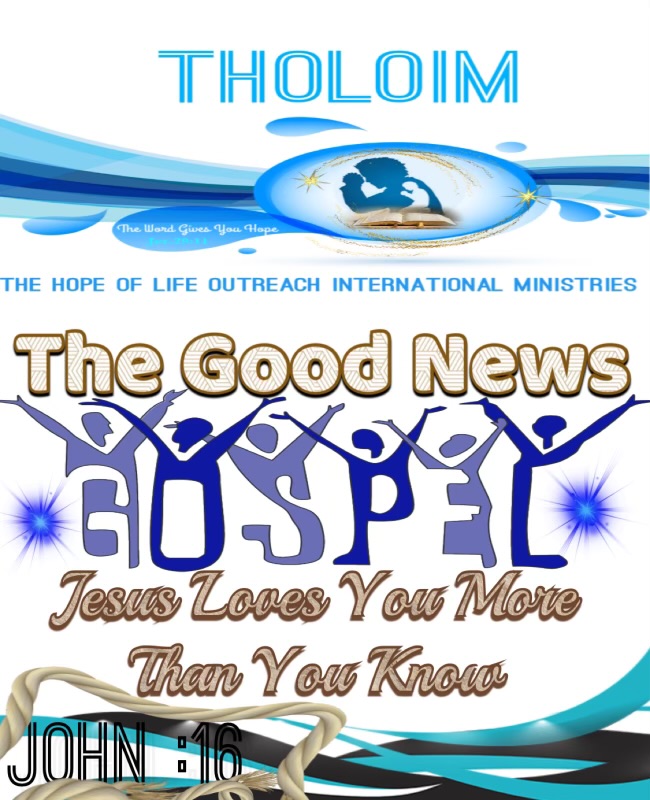 THOLOIM
The Word Gives You Hope
THE HOPE OF LIFE OUTREACH INTERNATIONAL MINISTRIES
The Good News
GOSPEL
Jesus Loves You More
Than You Know
JOHN :16